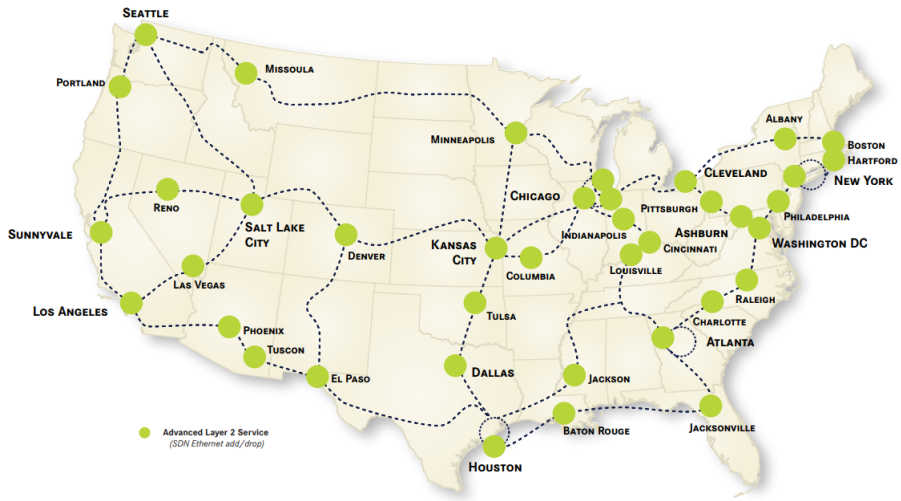 SEATTLE
PORTLAND
MISSOULA
MINNEAPOLIS
ALBANY
BOSTON
HARTFORD
CLEVELAND
NEW YORK
CHICAGO
PITTSBURGH
PHILADELPHIA
RENO
SALT LAKE
CITY
SUNNYVALE
INDIANAPOLIS
ASHBURN
WASHINGTON DC
KANSAS
CITY
CINCINNATI
DENVER
COLUMBIA
LOUISVILLE
LAS VEGAS
RALEIGH
LOS ANGELES
TULSA
CHARLOTTE
PHOENIX
TUSCON
ATLANTA
EL PASO
DALLAS
JACKSON
BATON ROUGE
JACKSONVILLE
HOUSTON
Advanced Layer 2 Service
(SDN Ethernet add/drop)